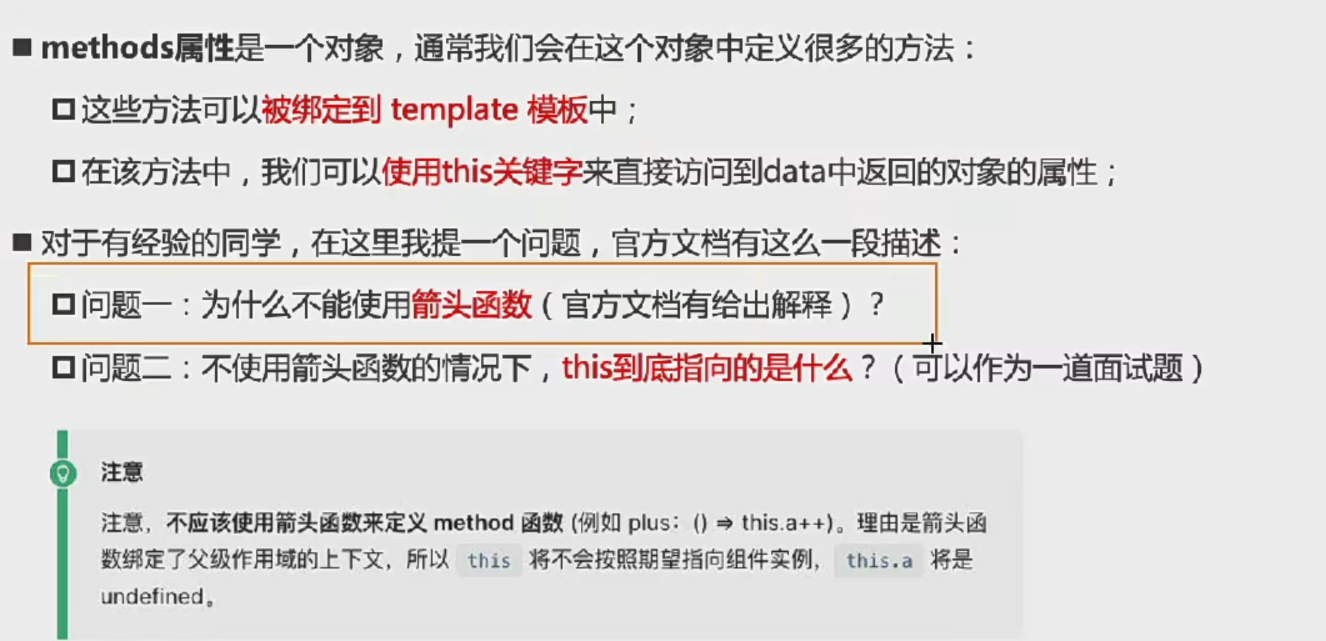 methods属性是一个对象，通常我们会在这个对象中定义很多的方法：
这些方法可以被绑定到 template 模板中；
在该方法中，我们可以使用this关键字来直接访问到data中返回的对象的属性；
对于有经验的同学，在这里我提一个问题，官方文档有这么一段描述：
问题一：为什么不能使用箭头函数（官方文档有给出解释）？
问题二：不使用箭头函数的情况下，this到底指向的是什么？（可以作为一道面试题）
注意
注意，不应该使用箭头函数来定义 method 函数 (例如 plus：() => this.a++)。理由是箭头函
数绑定了父级作用域的上下文，所以 this 将不会按照期望指向组件实例，this.a 将是
undefined。